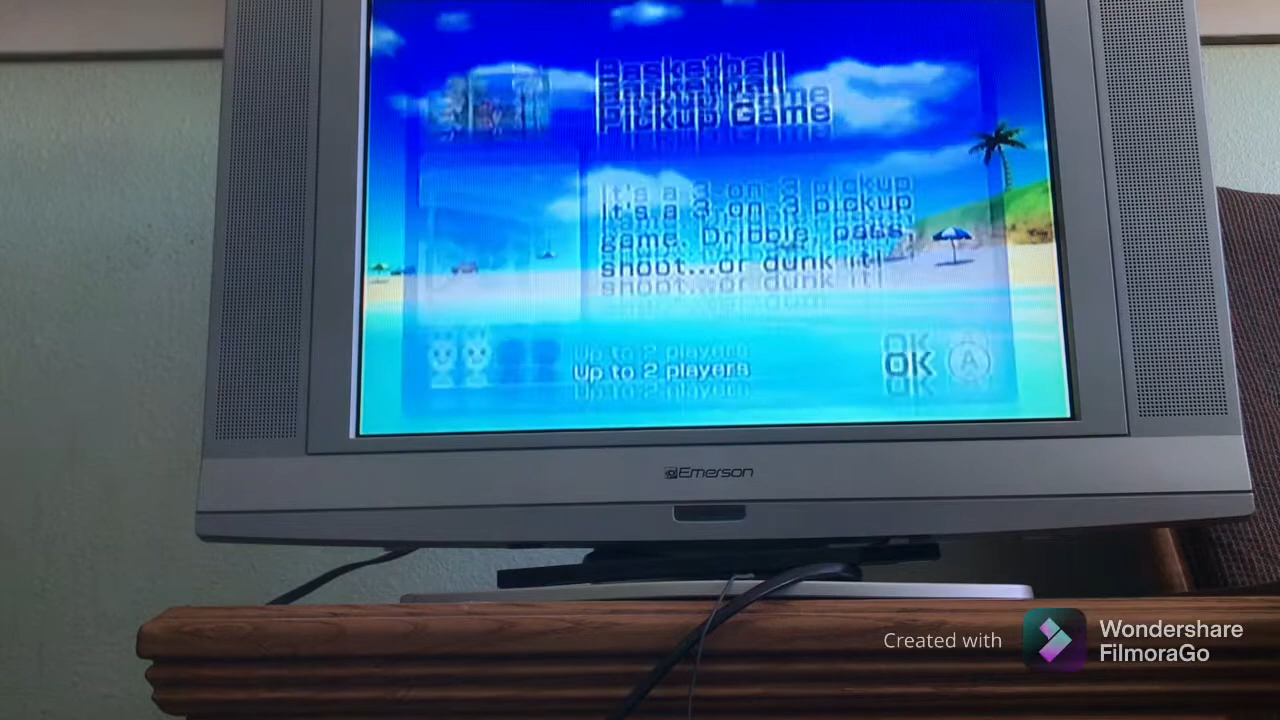 Basketball
Pickup Game
It's a 3 on 3 pickup
game. Dribble, pass,
shoot...or dunk it!
Up to 2 players
OK A
Emerson
Created with
Wondershare
FilmoraGo